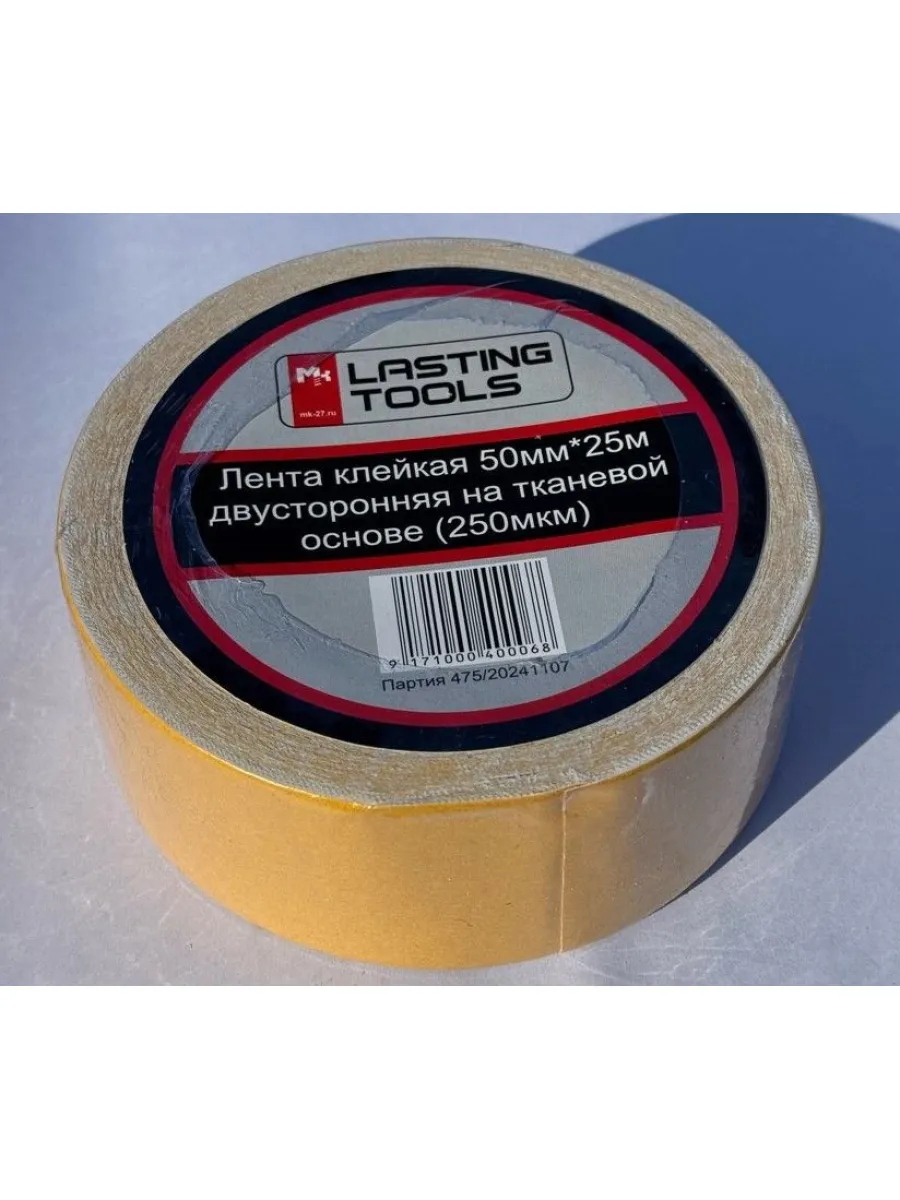 MK
mk-27.ru
LASTING
TOOLS
Лента клейкая 50мм*25м
двусторонняя на тканевой
основе (250мкм)
9 171000 400068
Партия 475/20241107